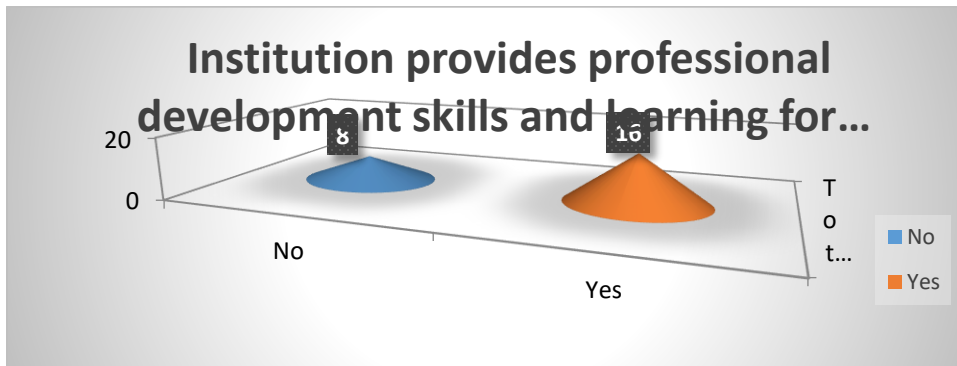 Institution provides professional
development skills and learning for...
20
0
8
16
No
Yes
T
o
t...
No
Yes